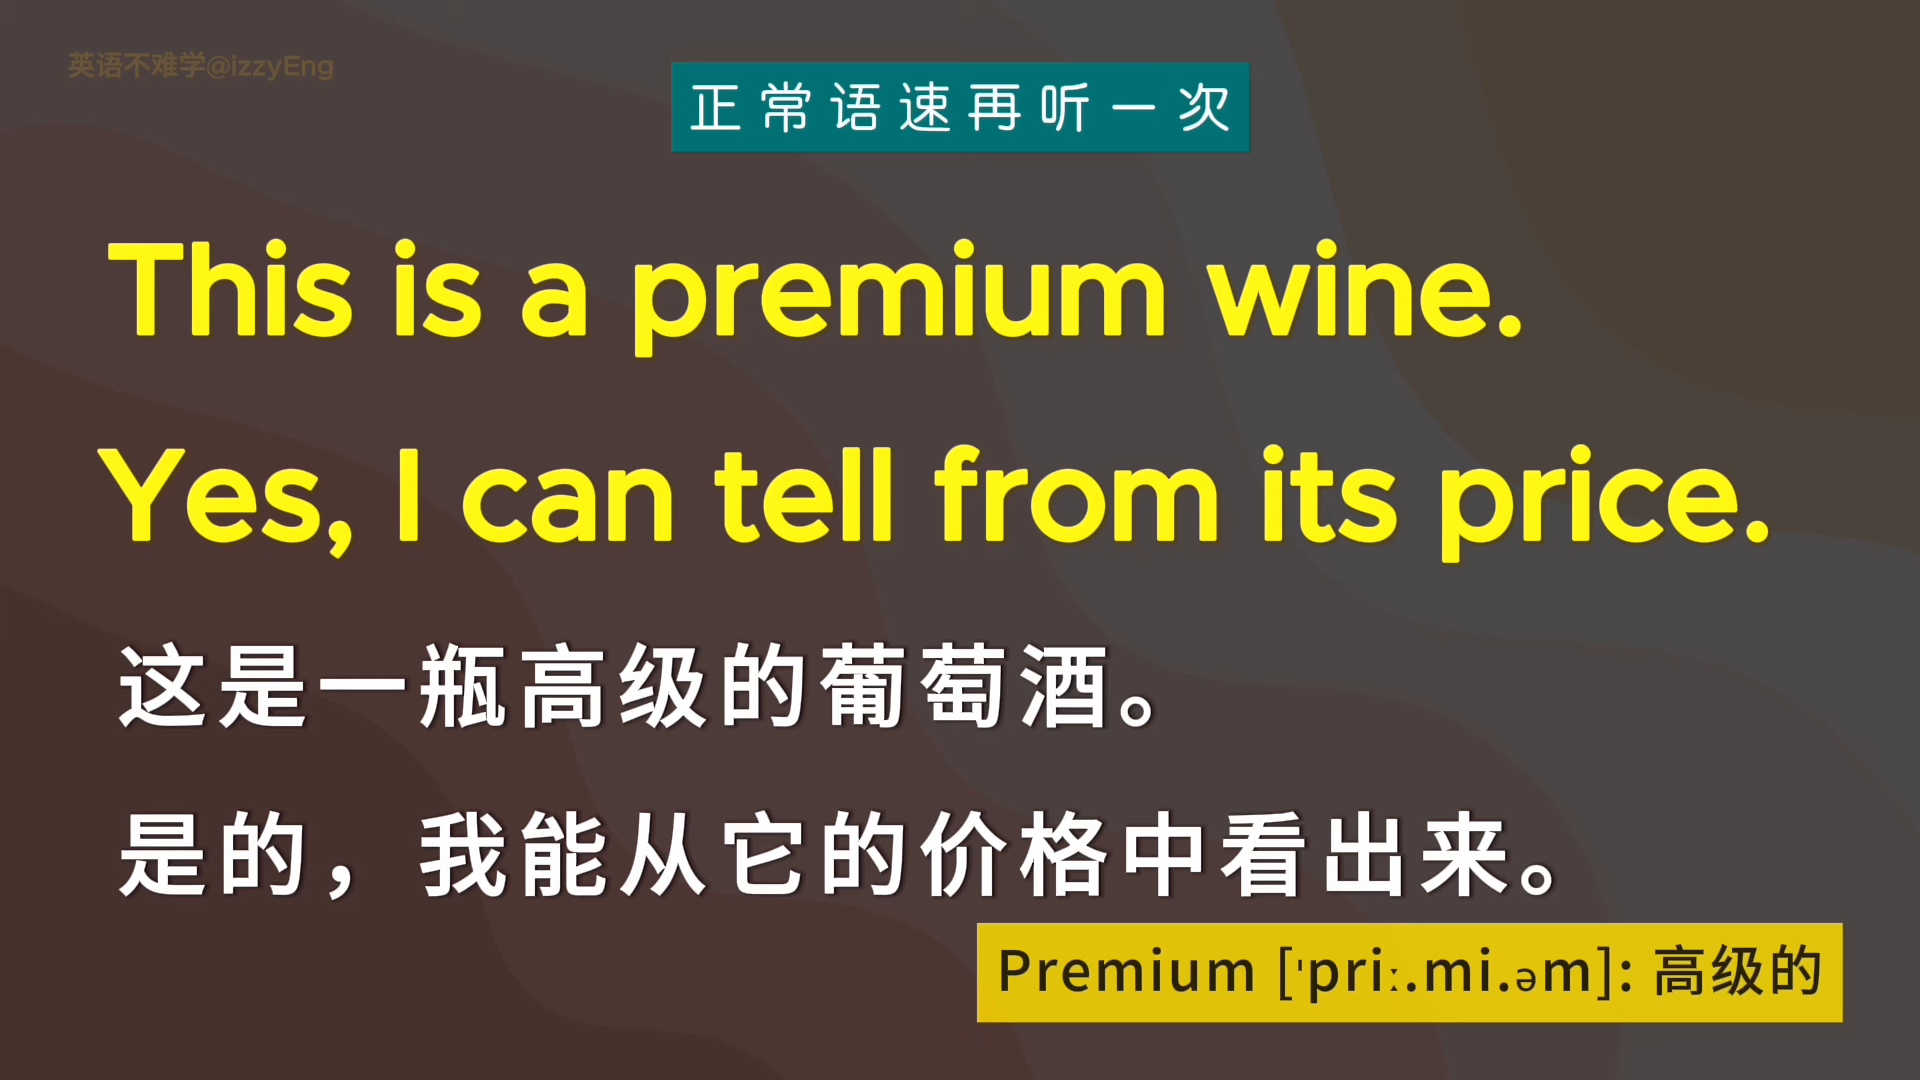 英语不难学@izzyEng
正常语速再听一次
This is a premium wine.
Yes, I can tell from its price.
这是一瓶高级的葡萄酒。
是的，我能从它的价格中看出来。
Premium [ˈpriː.mi.əm]: 高级的